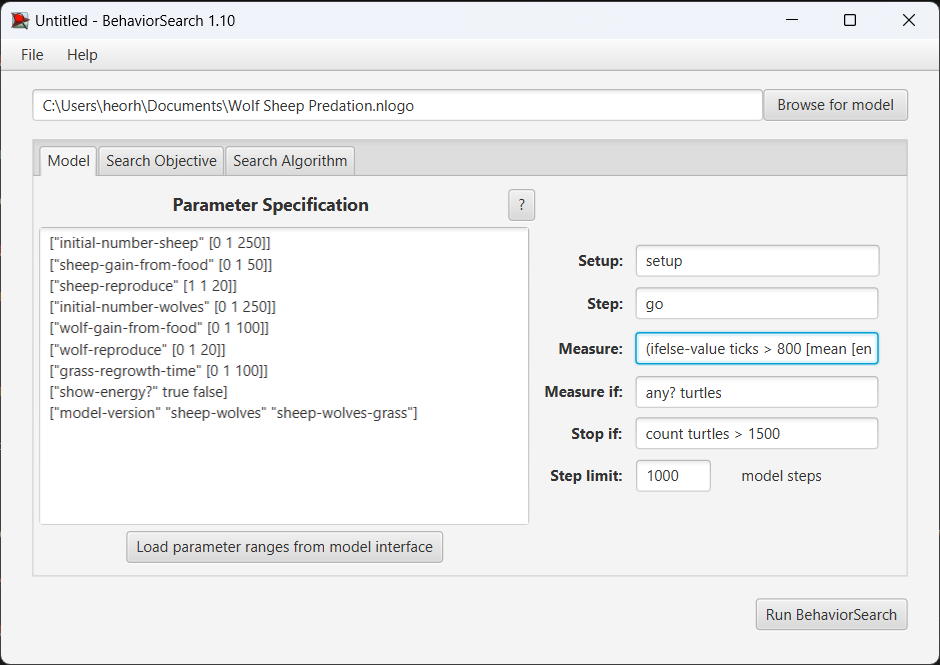 Untitled - BehaviorSearch 1.10
File Help
C:\Users\heorh\Documents\Wolf Sheep Predation.nlogo
Browse for model
Model Search Objective Search Algorithm
Parameter Specification
?
["initial-number-sheep" [0 1 250]]
["sheep-gain-from-food" [0 1 50]]
["sheep-reproduce" [1 1 20]]
["initial-number-wolves" [0 1 250]]
["wolf-gain-from-food" [0 1 100]]
["wolf-reproduce" [0 1 20]]
["grass-regrowth-time" [0 1 100]]
["show-energy?" true false]
["model-version" "sheep-wolves" "sheep-wolves-grass"]
Load parameter ranges from model interface
Setup: setup
Step: go
Measure: (ifelse-value ticks > 800 [mean [en
Measure if: any? turtles
Stop if: count turtles > 1500
Step limit: 1000 model steps
Run BehaviorSearch